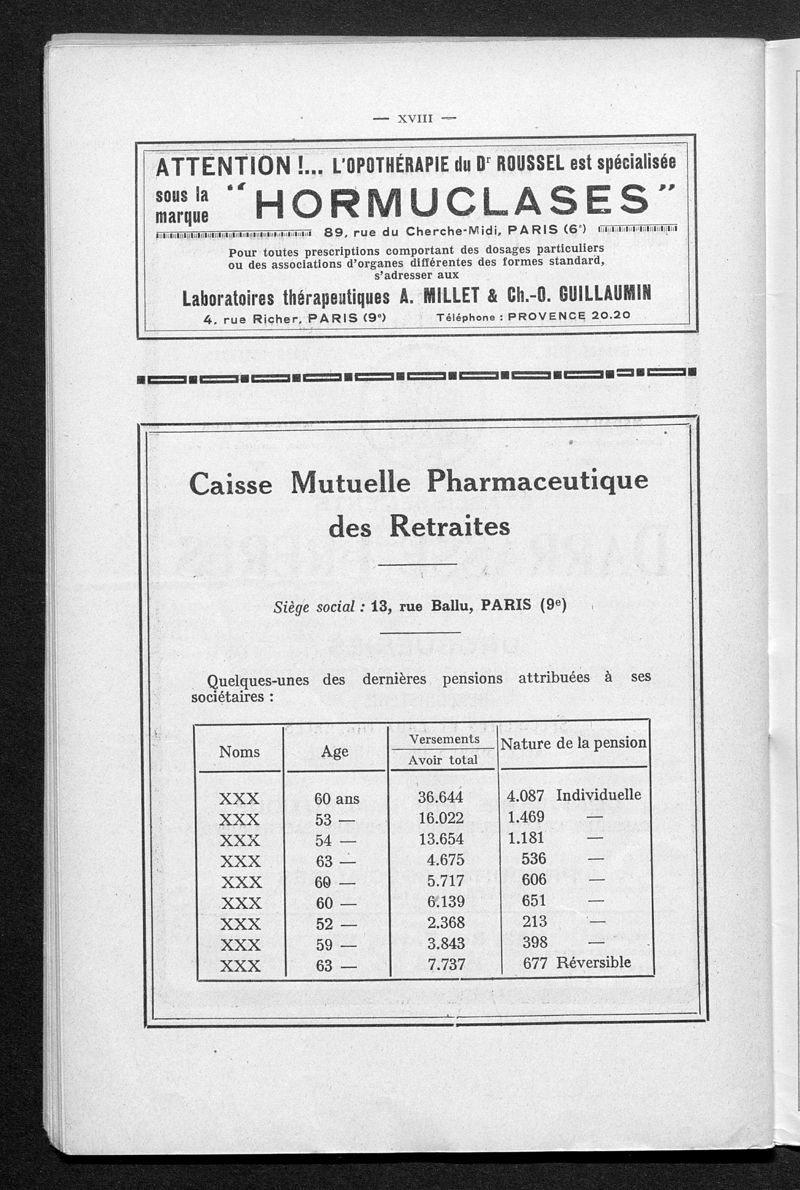 — XVIII —
ATTENTION !... L'OPOTHÉRAPIE du Dr ROUSSEL est spécialisée
sous la marque "HORMUCLASES"
89, rue du Cherche-Midi, PARIS (6e)
Pour toutes prescriptions comportant des dosages particuliers
ou des associations d'organes différentes des formes standard,
s'adresser aux
Laboratoires thérapeutiques A. MILLET & Ch.-O. GUILLAUMIN
4, rue Richer, PARIS (9e) Téléphone : PROVENCE 20.20
Caisse Mutuelle Pharmaceutique
des Retraites
Siège social : 13, rue Ballu, PARIS (9e)
Quelques-unes des dernières pensions attribuées à ses
sociétaires :
Noms Age Versements Avoir total Nature de la pension
XXX 60 ans 36.644 4.087 Individuelle
XXX 53 — 16.022 1.469 —
XXX 54 — 13.654 1.181 —
XXX 63 — 4.675 536 —
XXX 60 — 5.717 606 —
XXX 60 — 6.139 651 —
XXX 52 — 2.368 213 —
XXX 59 — 3.843 398 —
XXX 63 — 7.737 677 Réversible